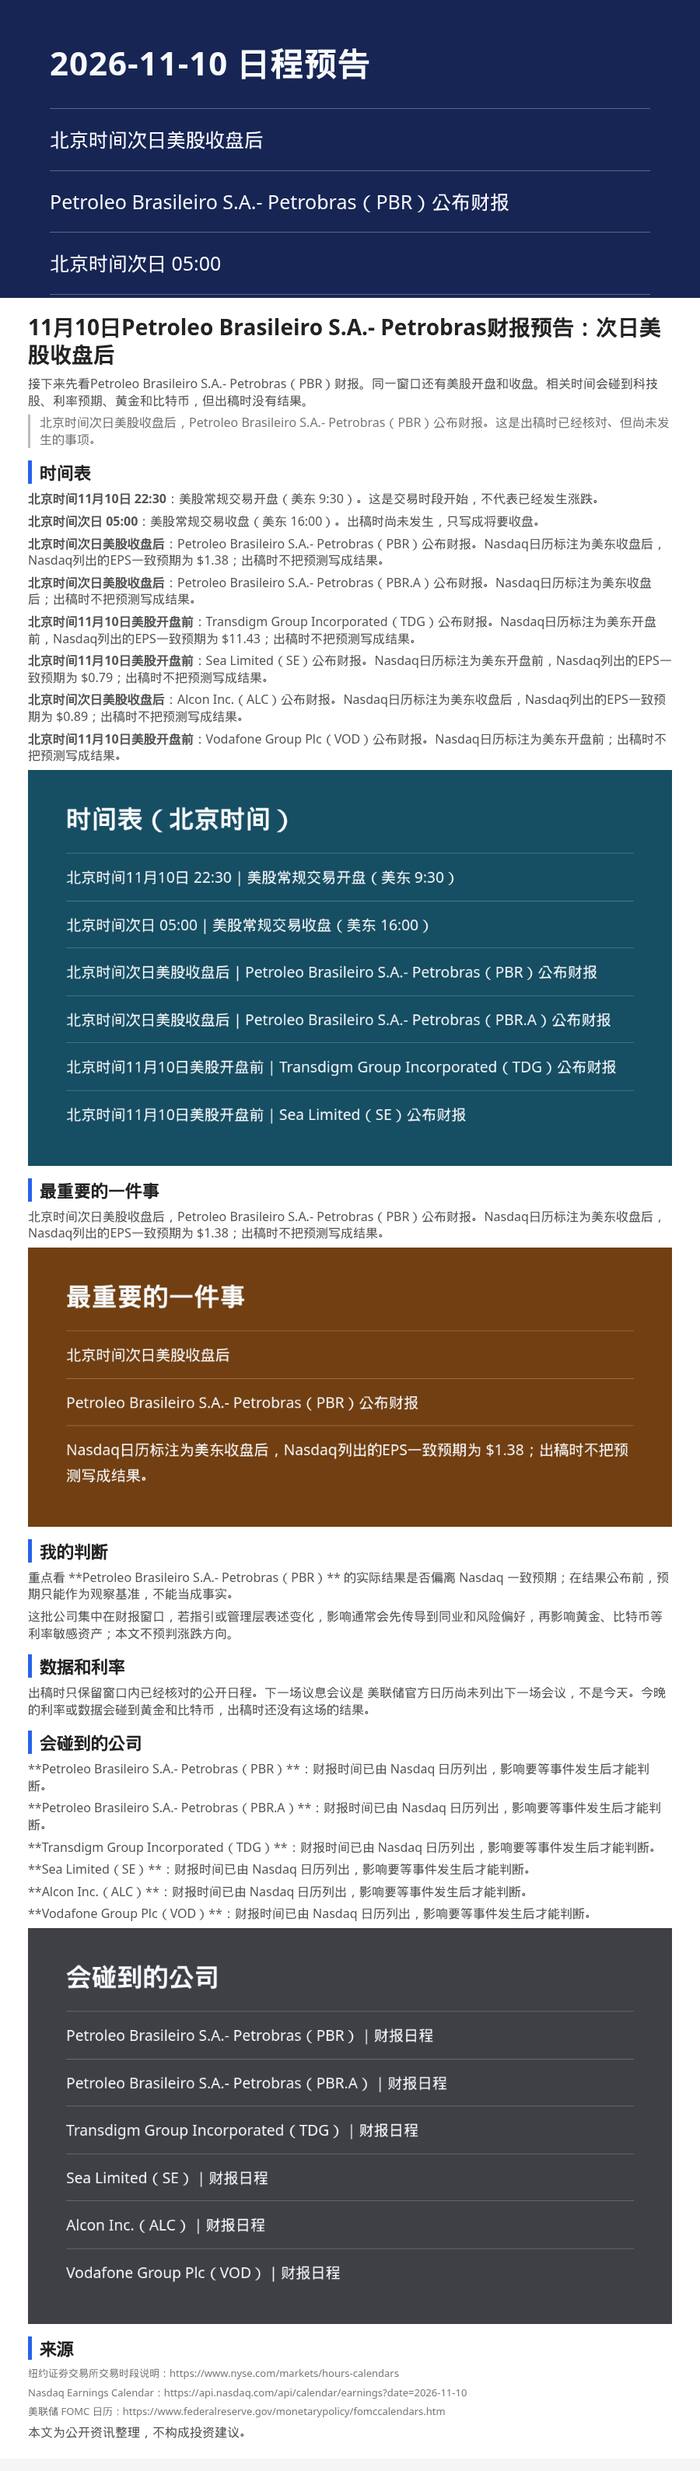 2026-11-10 日程预告
北京时间次日美股收盘后
Petroleo Brasileiro S.A.- Petrobras（PBR）公布财报
北京时间次日 05:00
11月10日Petroleo Brasileiro S.A.- Petrobras财报预告：次日美
股收盘后
接下来先看Petroleo Brasileiro S.A.- Petrobras（PBR）财报。同一窗口还有美股开盘和收盘。相关时间会碰到科技
股、利率预期、黄金和比特币，但出稿时没有结果。
北京时间次日美股收盘后，Petroleo Brasileiro S.A.- Petrobras（PBR）公布财报。这是出稿时已经核对、但尚未发
生的事项。
时间表
北京时间11月10日 22:30：美股常规交易开盘（美东 9:30）。这是交易时段开始，不代表已经发生涨跌。
北京时间次日 05:00：美股常规交易收盘（美东 16:00）。出稿时尚未发生，只写成将要收盘。
北京时间次日美股收盘后：Petroleo Brasileiro S.A.- Petrobras（PBR）公布财报。Nasdaq日历标注为美东收盘后，
Nasdaq列出的EPS一致预期为 $1.38；出稿时不把预测写成结果。
北京时间次日美股收盘后：Petroleo Brasileiro S.A.- Petrobras（PBR.A）公布财报。Nasdaq日历标注为美东收盘
后；出稿时不把预测写成结果。
北京时间11月10日美股开盘前：Transdigm Group Incorporated（TDG）公布财报。Nasdaq日历标注为美东开盘
前，Nasdaq列出的EPS一致预期为 $11.43；出稿时不把预测写成结果。
北京时间11月10日美股开盘前：Sea Limited（SE）公布财报。Nasdaq日历标注为美东开盘前，Nasdaq列出的EPS一
致预期为 $0.79；出稿时不把预测写成结果。
北京时间次日美股收盘后：Alcon Inc.（ALC）公布财报。Nasdaq日历标注为美东收盘后，Nasdaq列出的EPS一致预
期为 $0.89；出稿时不把预测写成结果。
北京时间11月10日美股开盘前：Vodafone Group Plc（VOD）公布财报。Nasdaq日历标注为美东开盘前；出稿时不
把预测写成结果。
时间表（北京时间）
北京时间11月10日 22:30｜美股常规交易开盘（美东 9:30）
北京时间次日 05:00｜美股常规交易收盘（美东 16:00）
北京时间次日美股收盘后｜Petroleo Brasileiro S.A.- Petrobras（PBR）公布财报
北京时间次日美股收盘后｜Petroleo Brasileiro S.A.- Petrobras（PBR.A）公布财报
北京时间11月10日美股开盘前｜Transdigm Group Incorporated（TDG）公布财报
北京时间11月10日美股开盘前｜Sea Limited（SE）公布财报
最重要的一件事
北京时间次日美股收盘后，Petroleo Brasileiro S.A.- Petrobras（PBR）公布财报。Nasdaq日历标注为美东收盘后，
Nasdaq列出的EPS一致预期为 $1.38；出稿时不把预测写成结果。
最重要的一件事
北京时间次日美股收盘后
Petroleo Brasileiro S.A.- Petrobras（PBR）公布财报
Nasdaq日历标注为美东收盘后，Nasdaq列出的EPS一致预期为 $1.38；出稿时不把预
测写成结果。
我的判断
重点看 **Petroleo Brasileiro S.A.- Petrobras（PBR）** 的实际结果是否偏离 Nasdaq 一致预期；在结果公布前，预
期只能作为观察基准，不能当成事实。
这批公司集中在财报窗口，若指引或管理层表述变化，影响通常会先传导到同业和风险偏好，再影响黄金、比特币等
利率敏感资产；本文不预判涨跌方向。
数据和利率
出稿时只保留窗口内已经核对的公开日程。下一场议息会议是 美联储官方日历尚未列出下一场会议，不是今天。今晚
的利率或数据会碰到黄金和比特币，出稿时还没有这场的结果。
会碰到的公司
**Petroleo Brasileiro S.A.- Petrobras（PBR）**：财报时间已由 Nasdaq 日历列出，影响要等事件发生后才能判
断。
**Petroleo Brasileiro S.A.- Petrobras（PBR.A）**：财报时间已由 Nasdaq 日历列出，影响要等事件发生后才能判
断。
**Transdigm Group Incorporated（TDG）**：财报时间已由 Nasdaq 日历列出，影响要等事件发生后才能判断。
**Sea Limited（SE）**：财报时间已由 Nasdaq 日历列出，影响要等事件发生后才能判断。
**Alcon Inc.（ALC）**：财报时间已由 Nasdaq 日历列出，影响要等事件发生后才能判断。
**Vodafone Group Plc（VOD）**：财报时间已由 Nasdaq 日历列出，影响要等事件发生后才能判断。
会碰到的公司
Petroleo Brasileiro S.A.- Petrobras（PBR）｜财报日程
Petroleo Brasileiro S.A.- Petrobras（PBR.A）｜财报日程
Transdigm Group Incorporated（TDG）｜财报日程
Sea Limited（SE）｜财报日程
Alcon Inc.（ALC）｜财报日程
Vodafone Group Plc（VOD）｜财报日程
来源
纽约证券交易所交易时段说明：https://www.nyse.com/markets/hours-calendars
Nasdaq Earnings Calendar：https://api.nasdaq.com/api/calendar/earnings?date=2026-11-10
美联储 FOMC 日历：https://www.federalreserve.gov/monetarypolicy/fomccalendars.htm
本文为公开资讯整理，不构成投资建议。